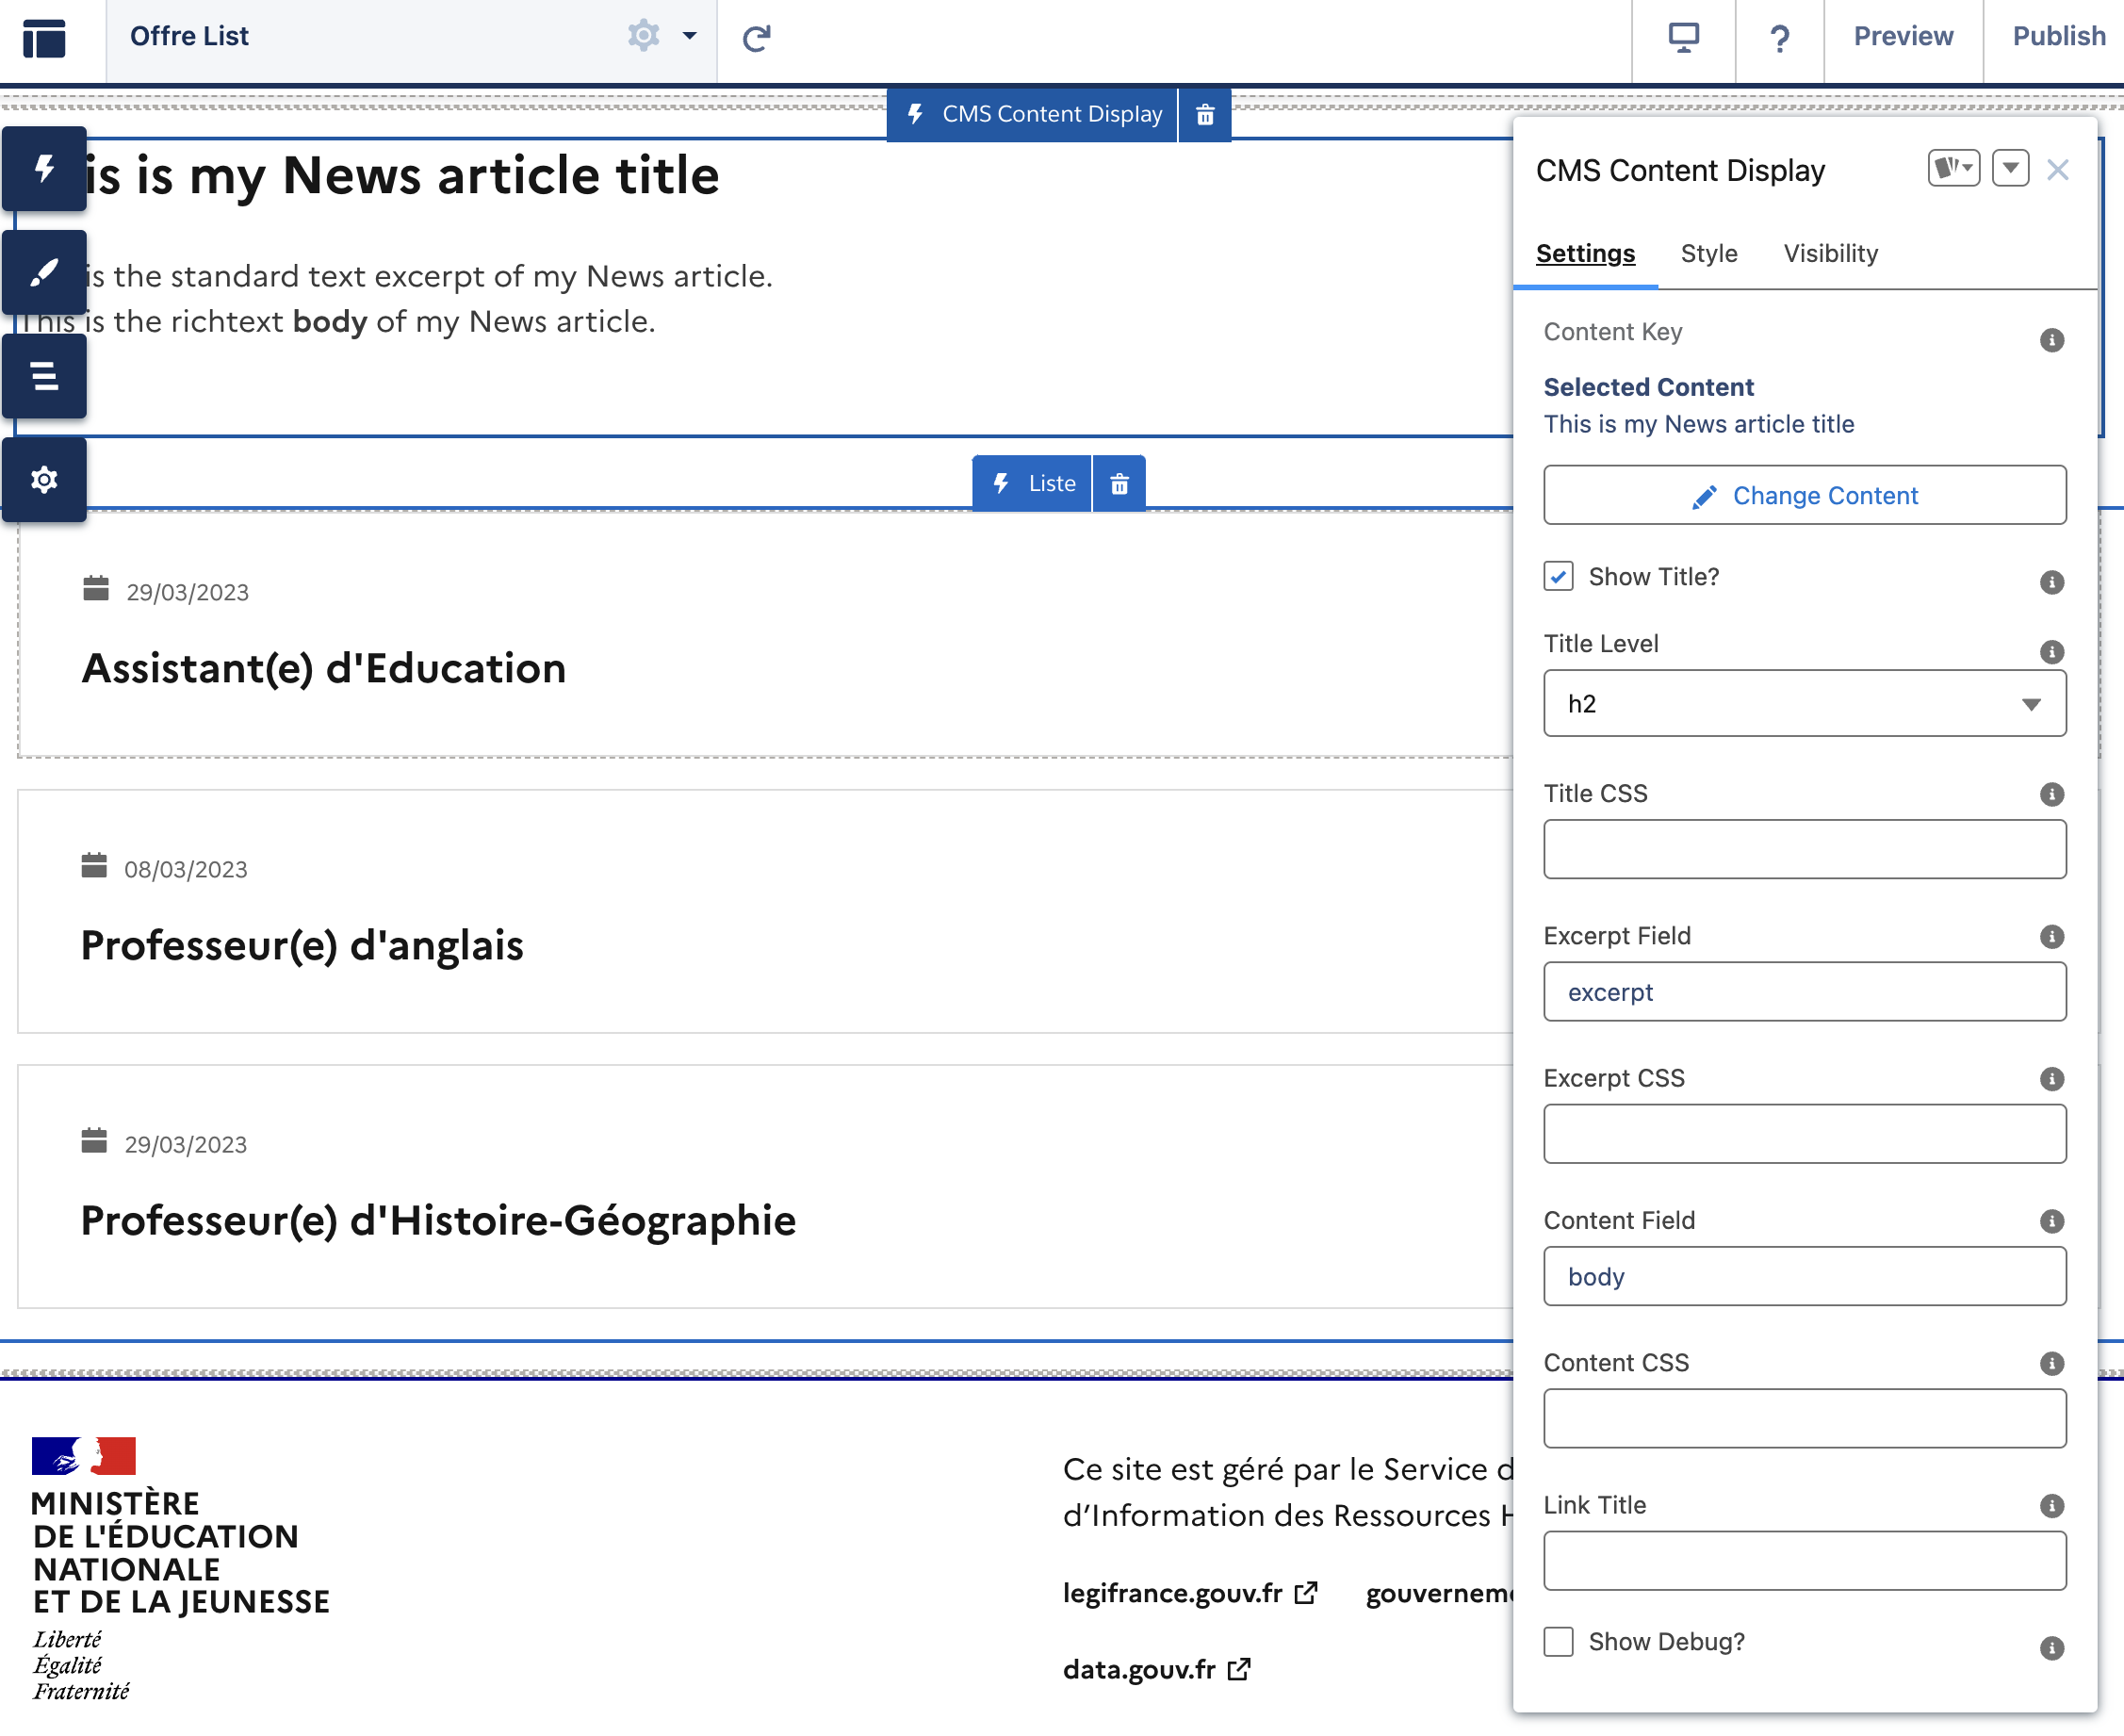 Offre List
Preview
Publish
CMS Content Display
is is my News article title
is the standard text excerpt of my News article.
This is the richtext body of my News article.
Liste
29/03/2023
Assistant(e) d'Education
08/03/2023
Professeur(e) d'anglais
29/03/2023
Professeur(e) d'Histoire-Géographie
CMS Content Display
Settings
Style
Visibility
Content Key
Selected Content
This is my News article title
Change Content
Show Title?
Title Level
h2
Title CSS
Excerpt Field
excerpt
Excerpt CSS
Content Field
body
Content CSS
Link Title
Show Debug?
MINISTÈRE
DE L'ÉDUCATION
NATIONALE
ET DE LA JEUNESSE
Liberté
Égalité
Fraternité
Ce site est géré par le Service d
d’Information des Ressources H
legifrance.gouv.fr
gouverneme
data.gouv.fr